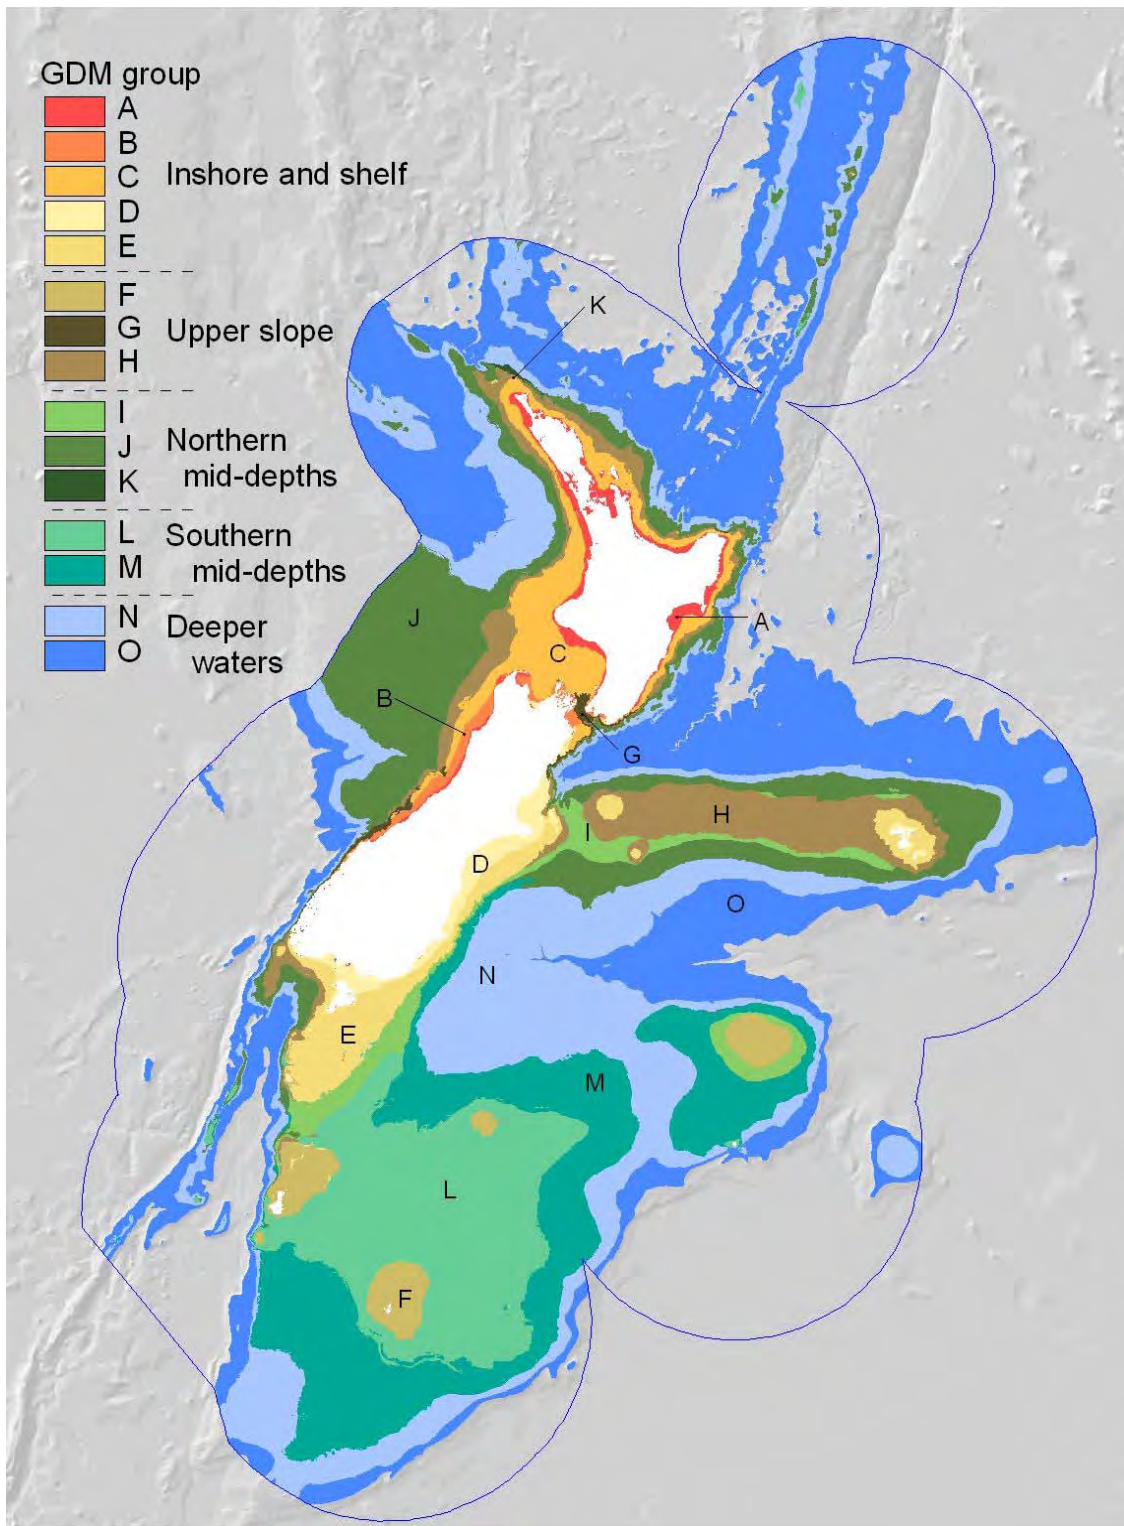 GDM group
A
B
C Inshore and shelf
D
E
F
G Upper slope
H
I
J Northern
K mid-depths
L Southern
M mid-depths
N Deeper
O waters
K
J
A
C
B
G
H
I
D
O
N
E
M
L
F